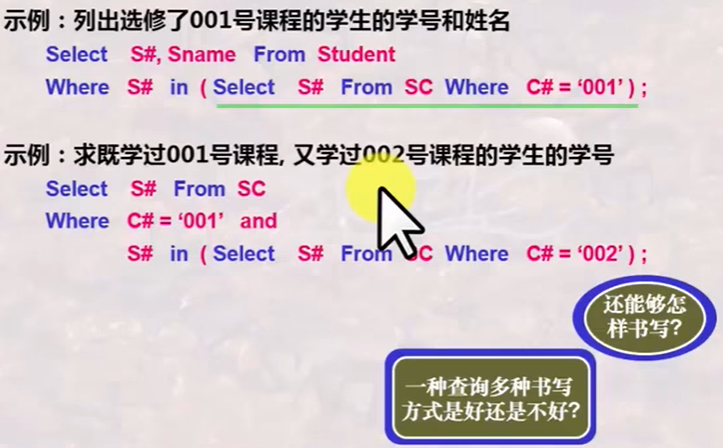 示例：列出选修了001号课程的学生的学号和姓名
Select S#, Sname From Student
Where S# in ( Select S# From SC Where C# = ‘001’ ) ;
示例：求既学过001号课程, 又学过002号课程的学生的学号
Select S# From SC
Where C# = ‘001’ and
S# in ( Select S# From SC Where C# = ‘002’ ) ;
还能够怎
样书写?
一种查询多种书写
方式是好还是不好?